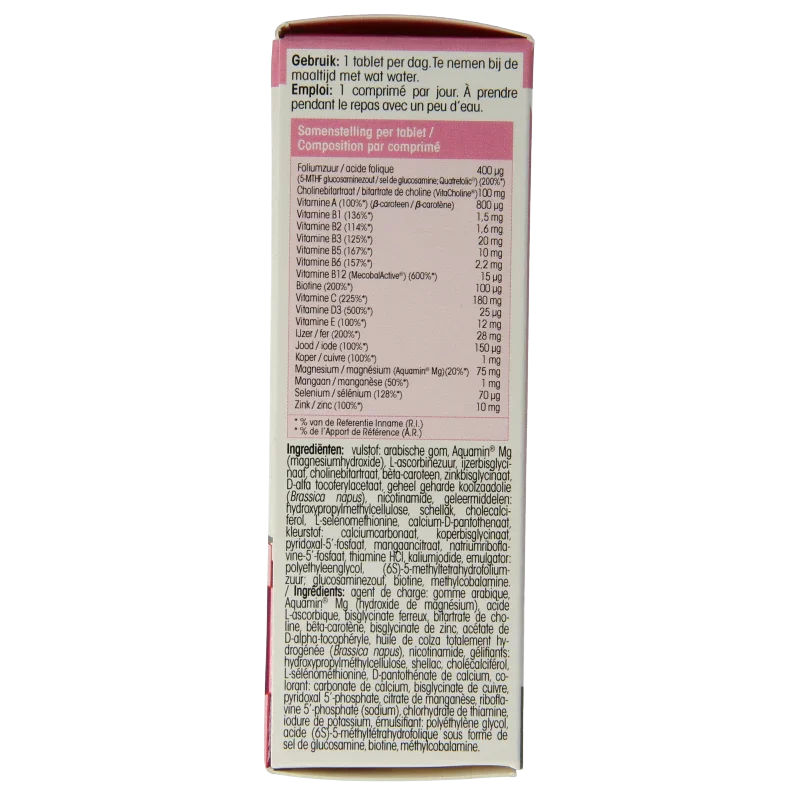 Gebruik: 1 tablet per dag. Te nemen bij de
maaltijd met wat water.
Emploi: 1 comprimé par jour. À prendre
pendant le repas avec un peu d'eau.
Samenstelling per tablet /
Composition par comprimé
Foliumzuur / acide folique 400 µg
(5-MTHF glucosaminezout / sel de glucosamine; Quatrefolic®) (200%*)
Cholinebitartraat / bitartrate de choline (VitaCholine®) 100 mg
Vitamine A (100%*) (β-caroteen / β-carotène) 800 µg
Vitamine B1 (136%*) 1,5 mg
Vitamine B2 (114%*) 1,6 mg
Vitamine B3 (125%*) 20 mg
Vitamine B5 (167%*) 10 mg
Vitamine B6 (157%*) 2,2 mg
Vitamine B12 (MecobalActive®) (600%*) 15 µg
Biotine (200%*) 100 µg
Vitamine C (225%*) 180 mg
Vitamine D3 (500%*) 25 µg
Vitamine E (100%*) 12 mg
IJzer / fer (200%*) 28 mg
Jood / iode (100%*) 150 µg
Koper / cuivre (100%*) 1 mg
Magnesium / magnésium (Aquamin® Mg) (20%*) 75 mg
Mangaan / manganèse (50%*) 1 mg
Selenium / sélénium (128%*) 70 µg
Zink / zinc (100%*) 10 mg
* % van de Referentie Inname (R.I.)
* % de l'Apport de Référence (A.R.)
Ingrediënten: vulstof: arabische gom, Aquamin® Mg
(magnesiumhydroxide), L-ascorbinezuur, ijzerbisglyci-
naat, cholinebitartraat, bèta-caroteen, zinkbisglycinaat,
D-alfa tocoferylacetaat, geheel geharde koolzaadolie
(Brassica napus), nicotinamide, geleermiddelen:
hydroxypropylmethylcellulose, schellak, cholecalci-
ferol, L-selenomethionine, calcium-D-pantothenaat,
kleurstof: calciumcarbonaat, koperbisglycinaat,
pyridoxal-5'-fosfaat, mangaancitraat, natriumribofla-
vine-5'-fosfaat, thiamine HCl, kaliumjodide, emulgator:
polyethyleenglycol, (6S)-5-methyltetrahydrofolium-
zuur; glucosaminezout, biotine, methylcobalamine.
/ Ingrédients: agent de charge: gomme arabique,
Aquamin® Mg (hydroxide de magnésium), acide
L-ascorbique, bisglycinate ferreux, bitartrate de cho-
line, bêta-carotène, bisglycinate de zinc, acétate de
D-alpha-tocophéryle, huile de colza totalement hy-
drogénée (Brassica napus), nicotinamide, gélifiants:
hydroxypropylméthylcellulose, shellac, cholécalciférol,
L-sélénométhionine, D-pantothénate de calcium, co-
lorant: carbonate de calcium, bisglycinate de cuivre,
pyridoxal 5'-phosphate, citrate de manganèse, ribofla-
vine 5'-phosphate (sodium), chlorhydrate de thiamine,
iodure de potassium, émulsifiant: polyéthylène glycol,
acide (6S)-5-méthyltétrahydrofolique sous forme de
sel de glucosamine, biotine, méthylcobalamine.